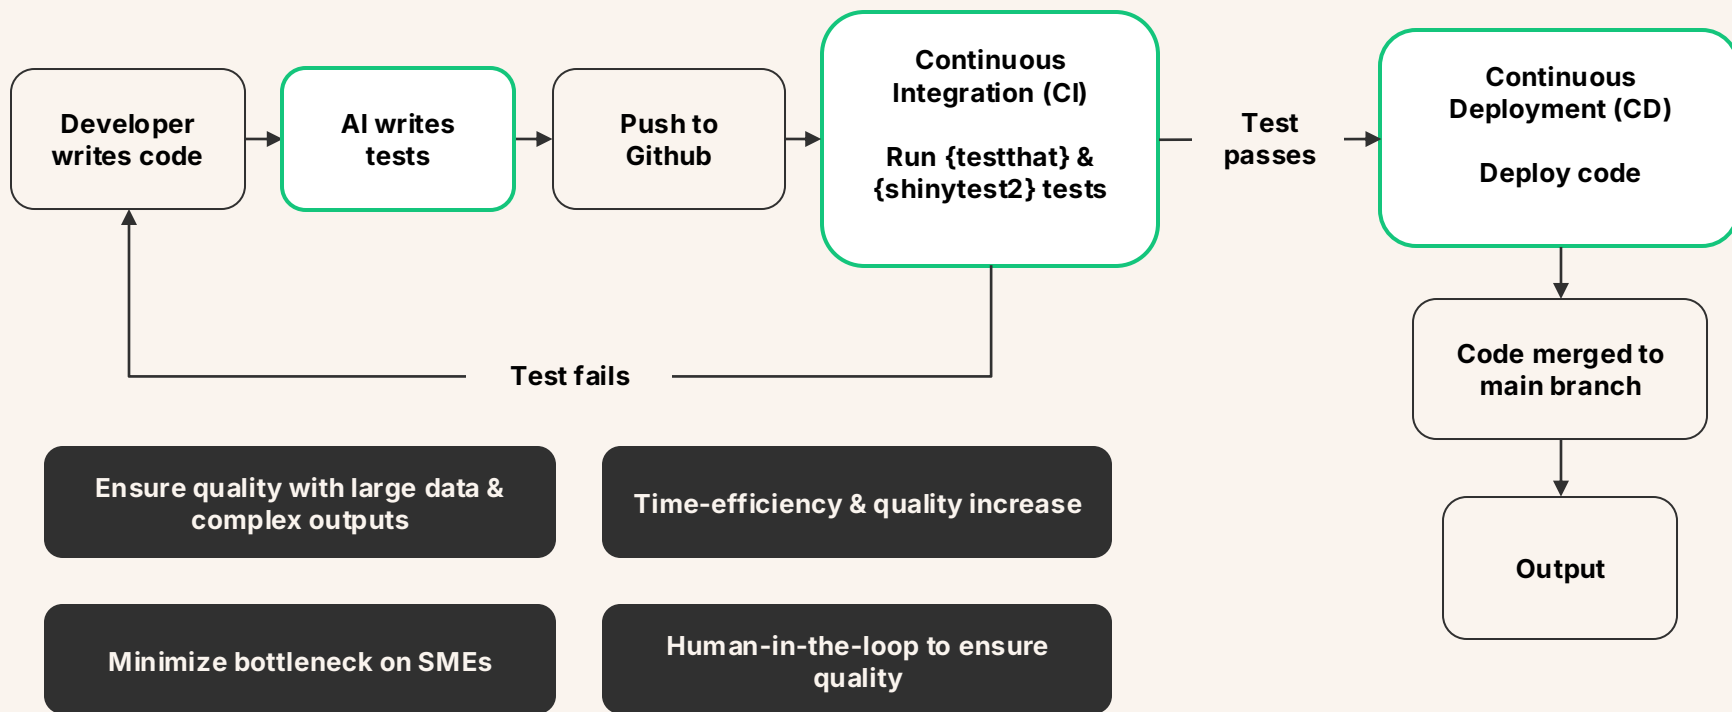 Developer
writes code
AI writes
tests
Push to
Github
Continuous
Integration (CI)
Run {testthat} &
{shinytest2} tests
Test
passes
Continuous
Deployment (CD)
Deploy code
Test fails
Code merged to
main branch
Output
Ensure quality with large data &
complex outputs
Time-efficiency & quality increase
Minimize bottleneck on SMEs
Human-in-the-loop to ensure
quality